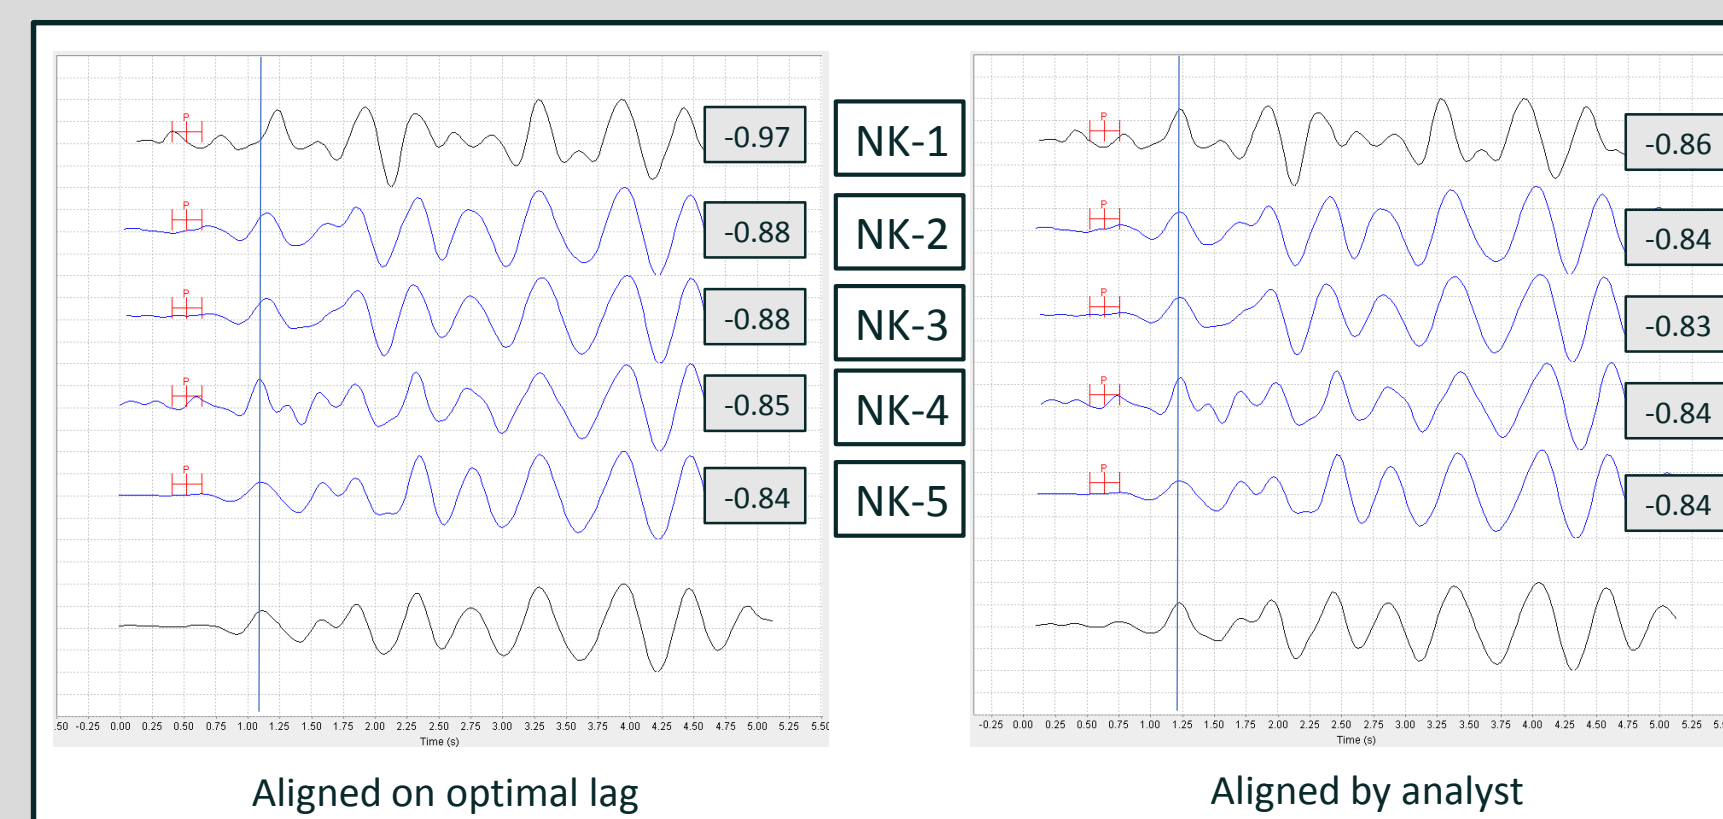 P
-0.97
NK-1
P
-0.86
P
-0.88
NK-2
P
-0.84
P
-0.88
NK-3
P
-0.83
P
-0.85
NK-4
P
-0.84
P
-0.84
NK-5
P
-0.84
.50 -0.25 0.00 0.25 0.50 0.75 1.00 1.25 1.50 1.75 2.00 2.25 2.50 2.75 3.00 3.25 3.50 3.75 4.00 4.25 4.50 4.75 5.00 5.25 5.50
Time (s)
-0.25 0.00 0.25 0.50 0.75 1.00 1.25 1.50 1.75 2.00 2.25 2.50 2.75 3.00 3.25 3.50 3.75 4.00 4.25 4.50 4.75 5.00 5.25
Time (s)
Aligned on optimal lag
Aligned by analyst